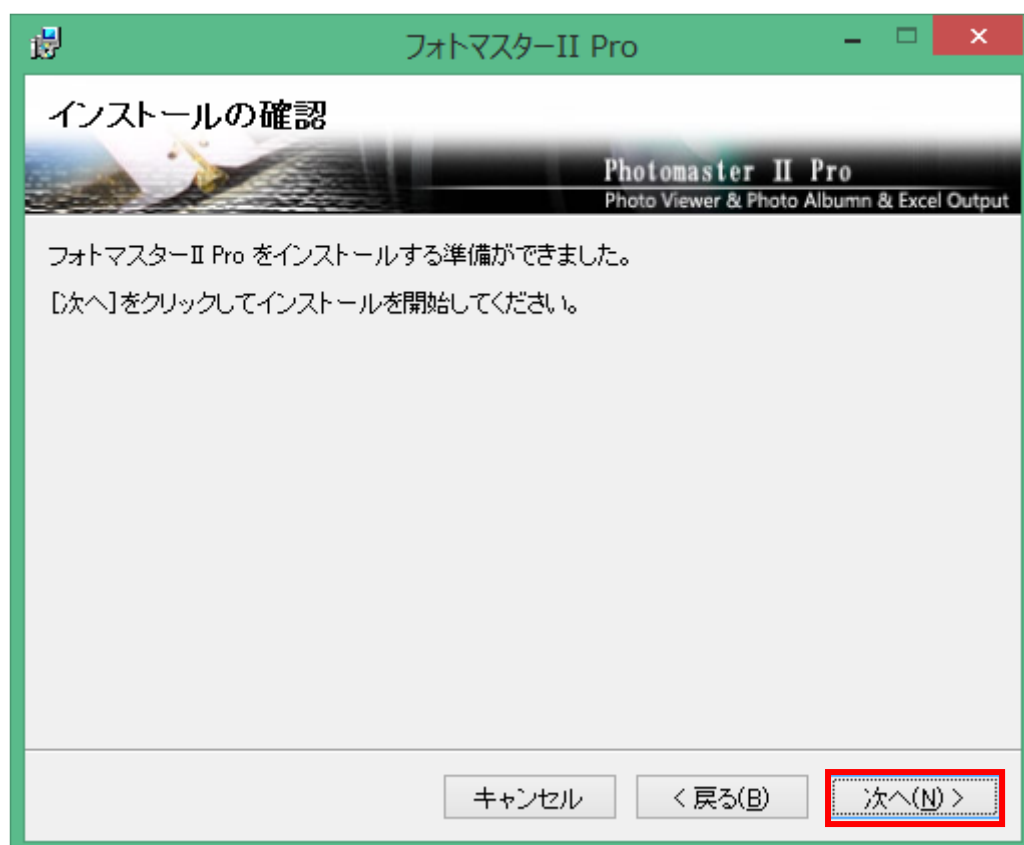 フォトマスターII Pro
インストールの確認
Photomaster II Pro
Photo Viewer & Photo Albumn & Excel Output
フォトマスターII Pro をインストールする準備ができました。
[次へ]をクリックしてインストールを開始してください。
キャンセル
< 戻る(B)
次へ(N) >